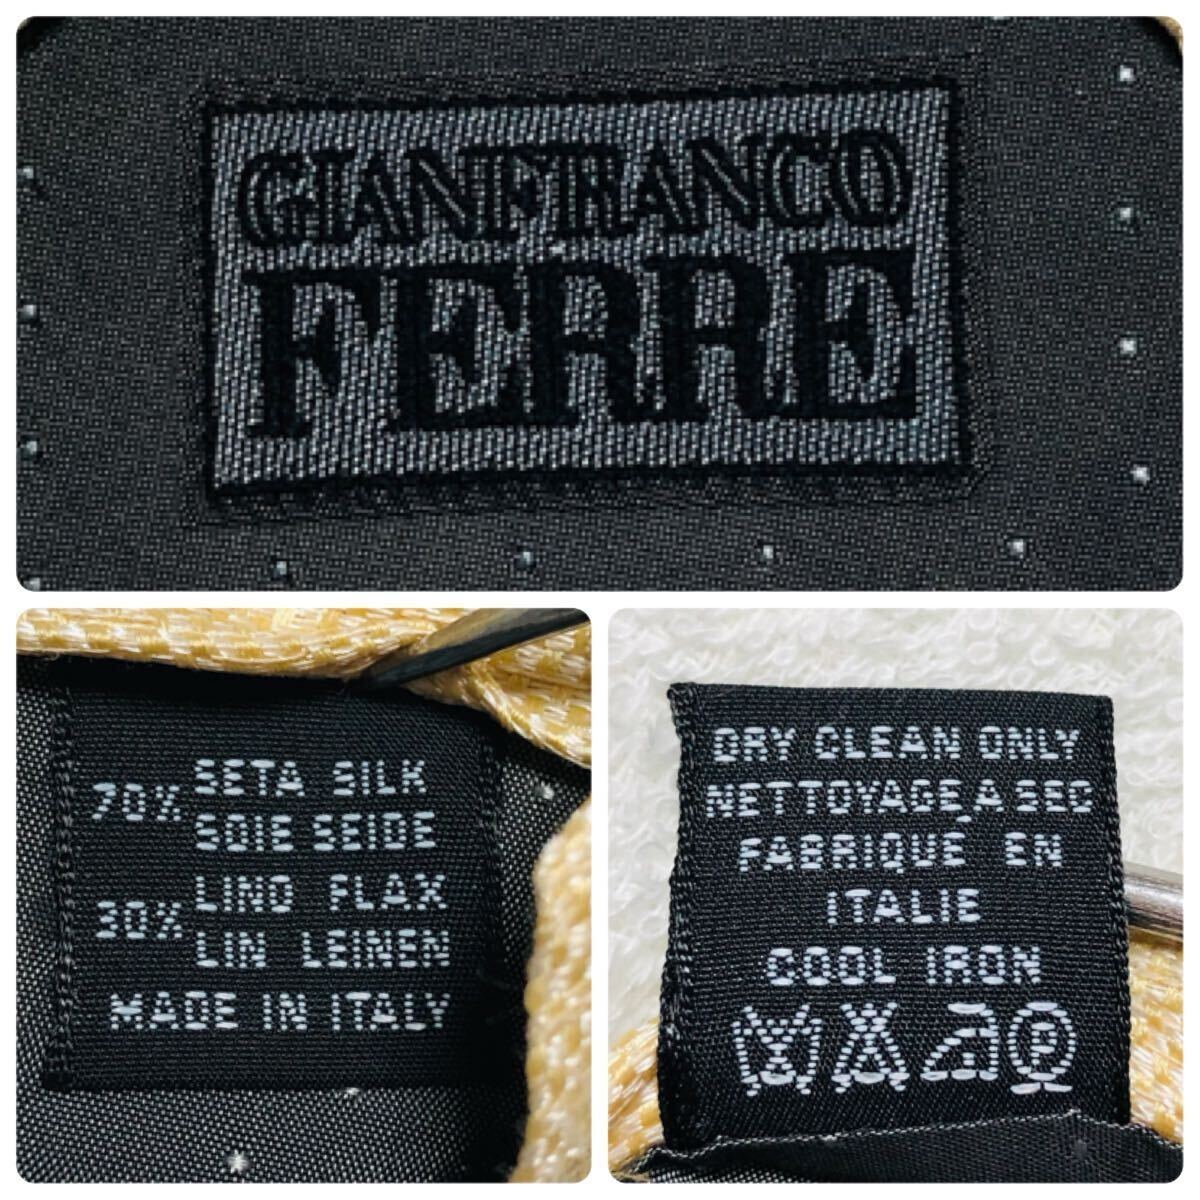 GIANFRANCO
FERRE
70% SETA SILK
SOIE SEIDE
30% LINO FLAX
LIN LEINEN
MADE IN ITALY
DRY CLEAN ONLY
NETTOYAGE A SEC
FABRIQUÉ EN
ITALIE
COOL IRON
P